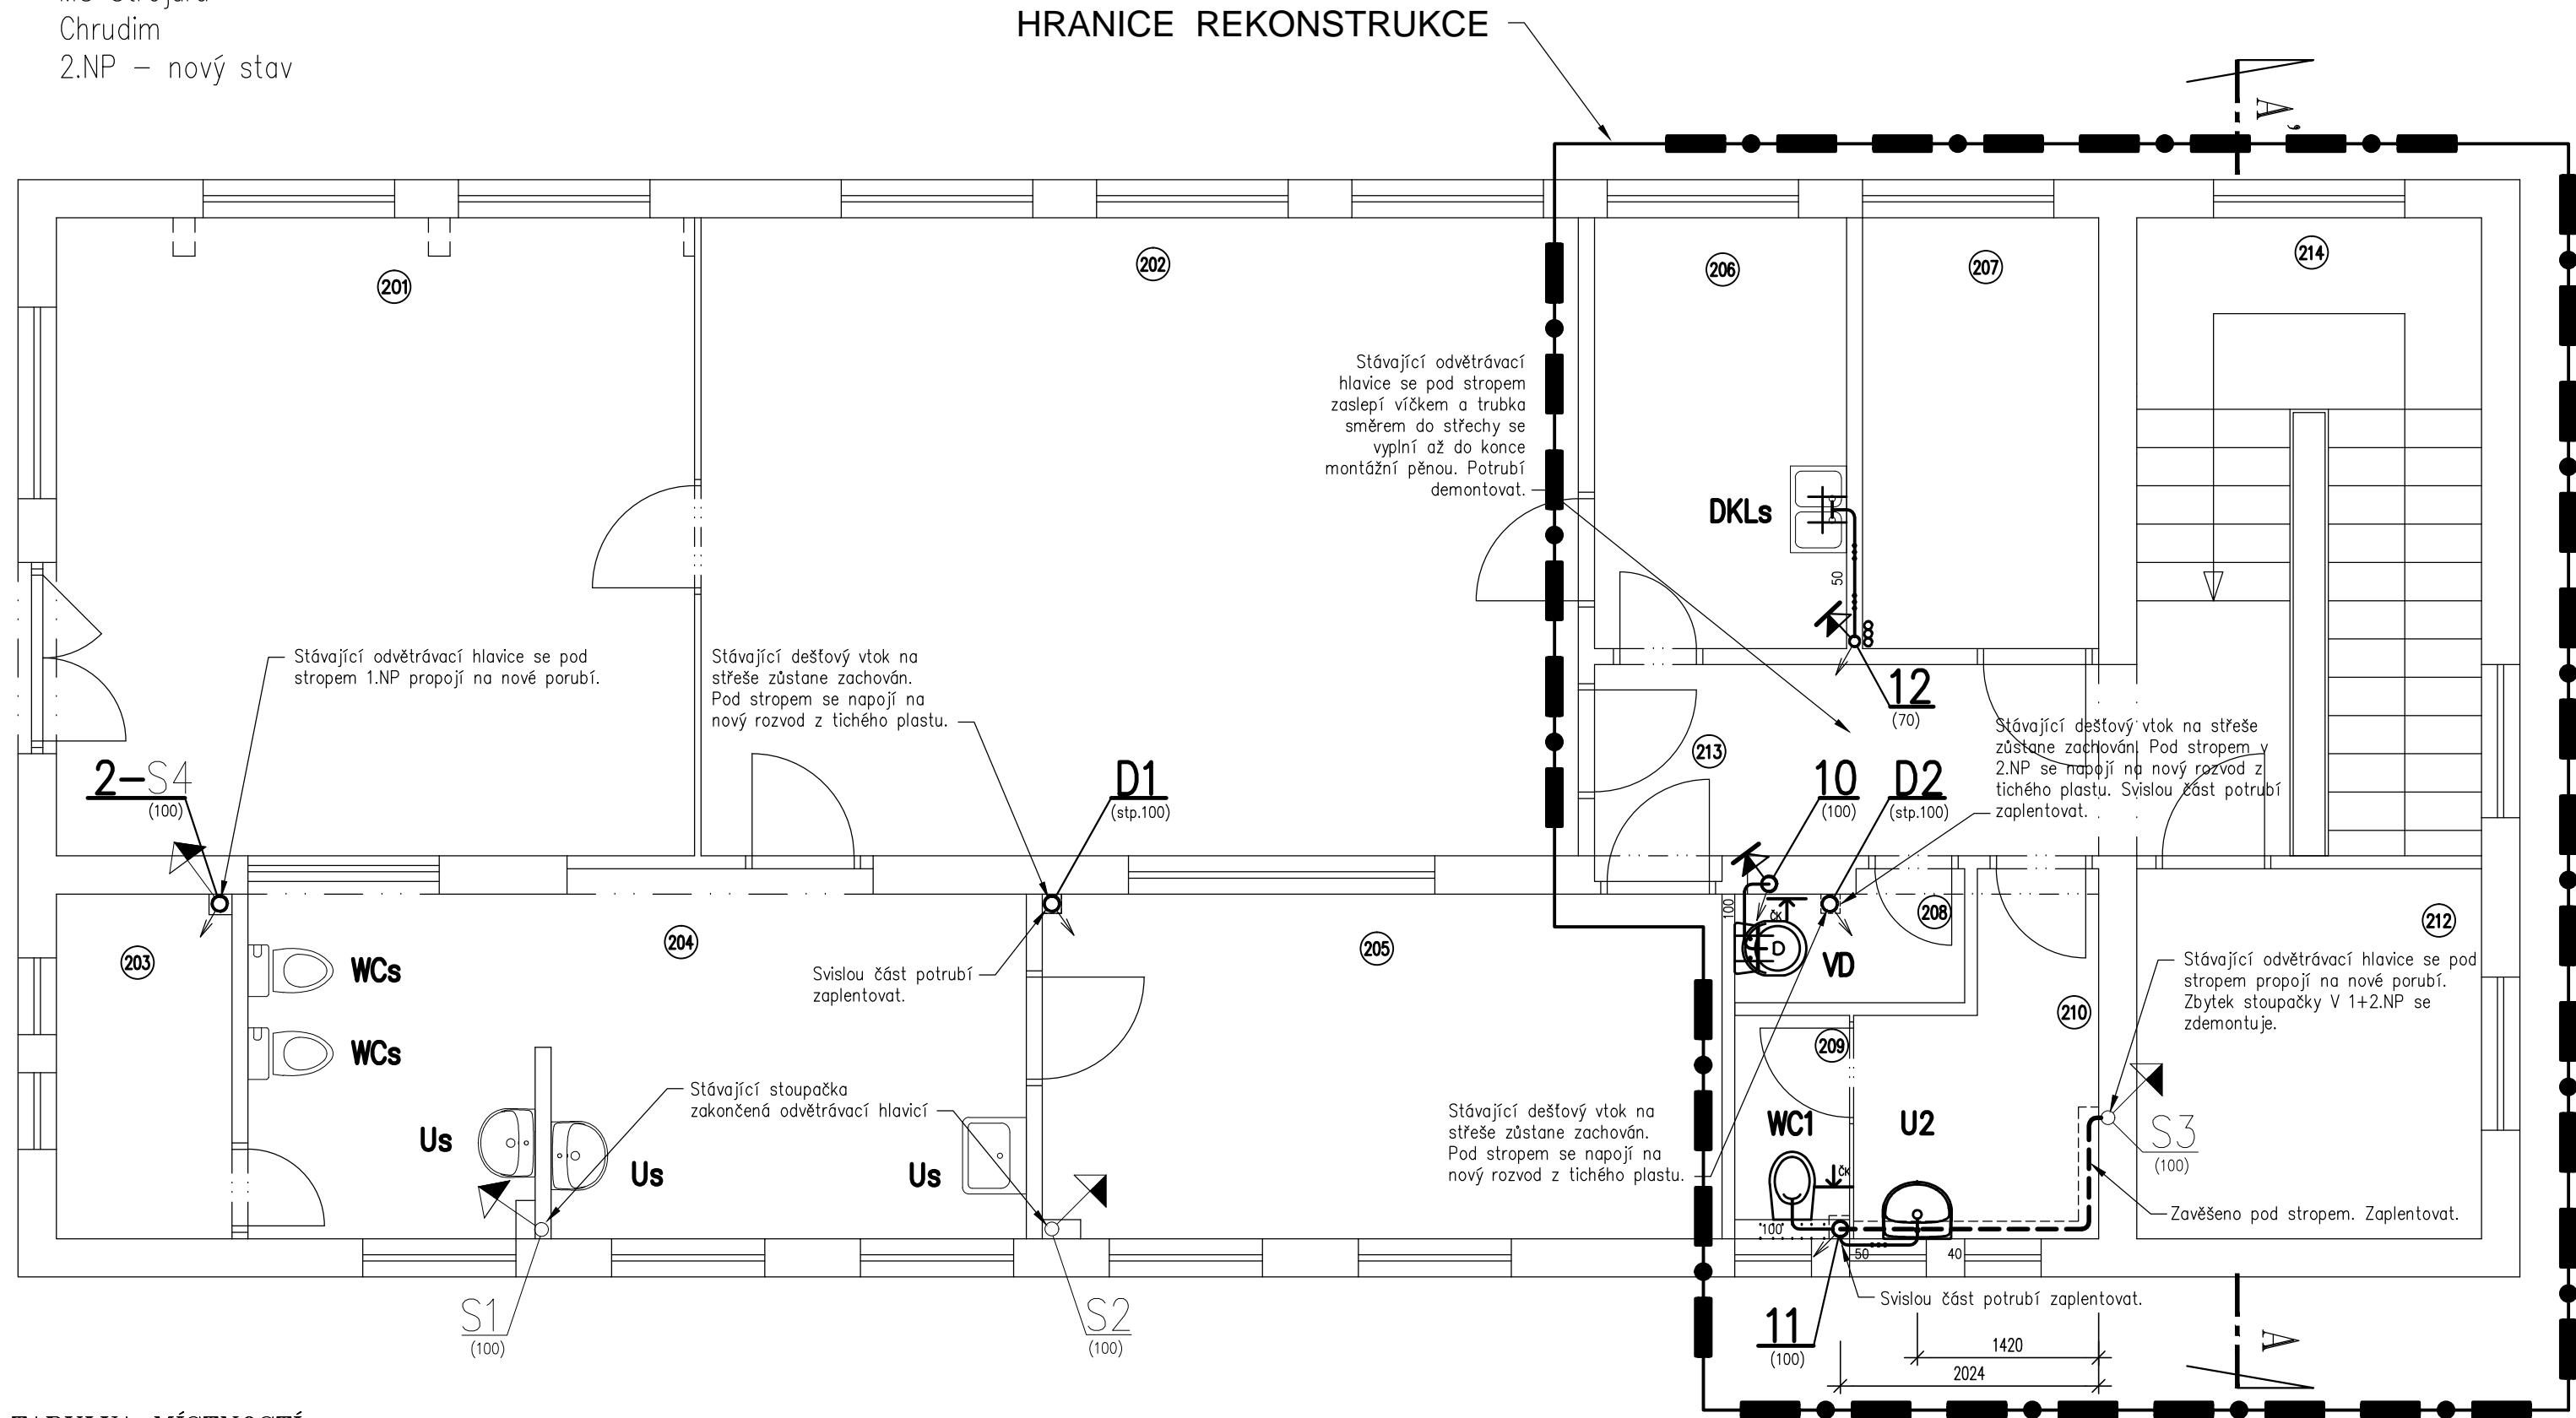 Chrudim
2.NP - nový stav
HRANICE REKONSTRUKCE
A'
201
202
206
207
214
Stávající odvětrávací
hlavice se pod stropem
zaslepí víčkem a trubka
směrem do střechy se
vyplní až do konce
montážní pěnou. Potrubí
demontovat.
DKLs
50
Stávající odvětrávací hlavice se pod
stropem 1.NP propojí na nové porubí.
Stávající dešťový vtok na
střeše zůstane zachován.
Pod stropem se napojí na
nový rozvod z tichého plastu.
12
(70)
213
Stávající dešťový vtok na střeše
zůstane zachován. Pod stropem v
2.NP se napojí na nový rozvod z
tichého plastu. Svislou část potrubí
zaplentovat.
2-S4
(100)
D1
(stp.100)
10
(100)
D2
(stp.100)
100
ČK
D
VD
208
203
204
205
212
WCs
WCs
Svislou část potrubí
zaplentovat.
Stávající odvětrávací hlavice se pod
stropem propojí na nové porubí.
Zbytek stoupačky V 1+2.NP se
zdemontuje.
210
209
Stávající stoupačka
zakončená odvětrávací hlavicí
Us
Us
Us
Stávající dešťový vtok na
střeše zůstane zachován.
Pod stropem se napojí na
nový rozvod z tichého plastu.
WC1
ČK
U2
S3
(100)
Zavěšeno pod stropem. Zaplentovat.
100
50
40
Svislou část potrubí zaplentovat.
S1
(100)
S2
(100)
11
(100)
1420
2024
A